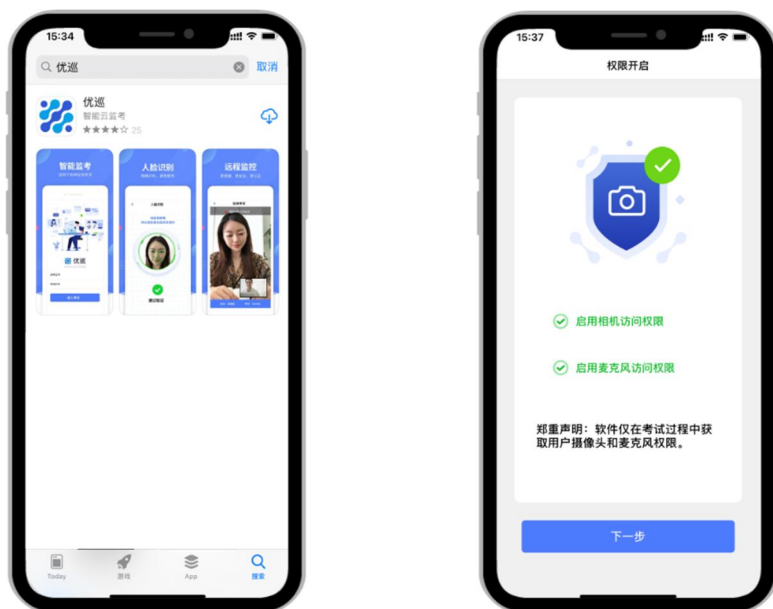 15:34
优巡
取消
优巡
智能云监考
25
智能监考
人脸识别
远程监控
优巡
Today
游戏
App
搜索
15:37
权限开启
启用相机访问权限
启用麦克风访问权限
郑重声明：软件仅在考试过程中获
取用户摄像头和麦克风权限。
下一步